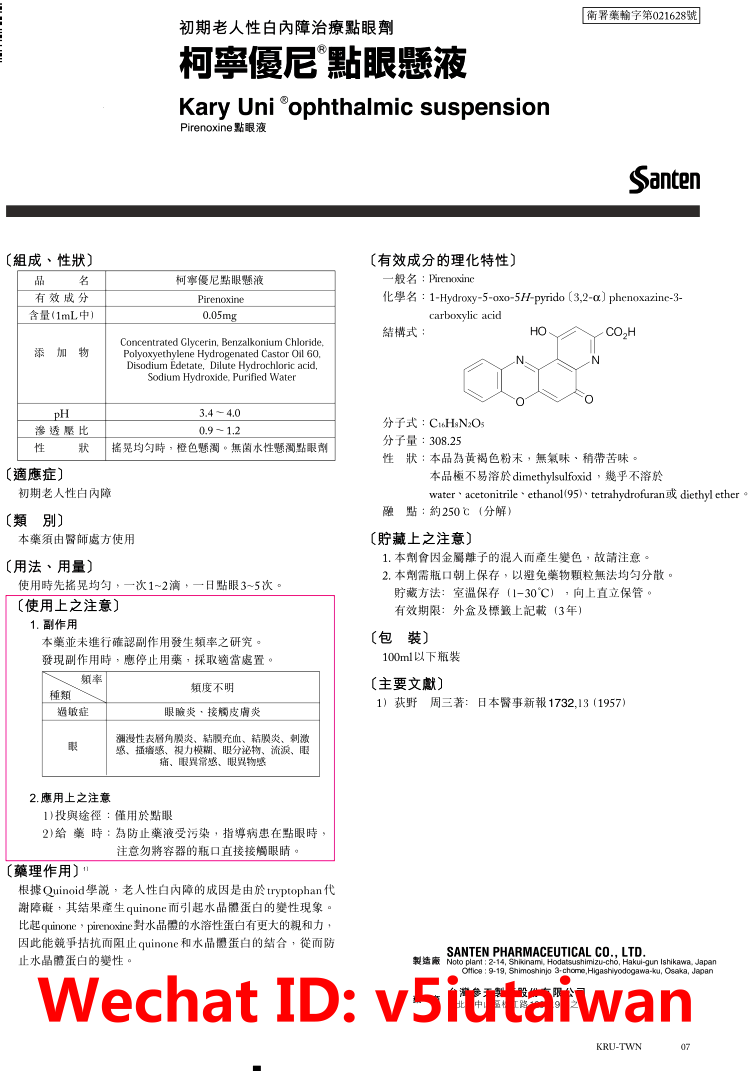 衛署藥輸字第021628號
初期老人性白內障治療點眼劑
柯寧優尼®點眼懸液
Kary Uni ®ophthalmic suspension
Pirenoxine點眼液
Santen
〔組成、性狀〕
品 名 柯寧優尼點眼懸液
有效成分 Pirenoxine
含量(1mL中) 0.05mg
添 加 物
Concentrated Glycerin, Benzalkonium Chloride,
Polyoxyethylene Hydrogenated Castor Oil 60,
Disodium Edetate, Dilute Hydrochloric acid,
Sodium Hydroxide, Purified Water
pH 3.4～4.0
滲透壓比 0.9～1.2
性 狀 搖晃均勻時，橙色懸濁。無菌水性懸濁點眼劑
〔適應症〕
初期老人性白內障
〔類 別〕
本藥須由醫師處方使用
〔用法、用量〕
使用時先搖晃均勻，一次1~2滴，一日點眼3~5次。
〔使用上之注意〕
1. 副作用
本藥並未進行確認副作用發生頻率之研究。
發現副作用時，應停止用藥，採取適當處置。
頻率
種類
頻度不明
過敏症 眼瞼炎、接觸皮膚炎
眼
瀰漫性表層角膜炎、結膜充血、結膜炎、刺激
感、搔癢感、視力模糊、眼分泌物、流淚、眼
痛、眼異常感、眼異物感
2.應用上之注意
1)投與途徑：僅用於點眼
2)給 藥 時：為防止藥液受污染，指導病患在點眼時，
注意勿將容器的瓶口直接接觸眼睛。
〔藥理作用〕1)
根據Quinoid學說，老人性白內障的成因是由於tryptophan代
謝障礙，其結果產生quinone而引起水晶體蛋白的變性現象。
比起quinone，pirenoxine對水晶體的水溶性蛋白有更大的親和力，
因此能競爭拮抗而阻止quinone和水晶體蛋白的結合，從而防
止水晶體蛋白的變性。
〔有效成分的理化特性〕
一般名：Pirenoxine
化學名：1-Hydroxy-5-oxo-5H-pyrido〔3,2-α〕phenoxazine-3-
carboxylic acid
結構式：
HO
CO2H
N
N
O
O
分子式：C16H8N2O5
分子量：308.25
性 狀：本品為黃褐色粉末，無氣味、稍帶苦味。
本品極不易溶於dimethylsulfoxid，幾乎不溶於
water、acetonitrile、ethanol(95)、tetrahydrofuran或 diethyl ether。
融 點：約250℃（分解）
〔貯藏上之注意〕
1. 本劑會因金屬離子的混入而產生變色，故請注意。
2. 本劑需瓶口朝上保存，以避免藥物顆粒無法均勻分散。
貯藏方法: 室溫保存（1-30℃），向上直立保管。
有效期限: 外盒及標籤上記載（3年）
〔包 裝〕
100ml以下瓶裝
〔主要文獻〕
1）荻野 周三著: 日本醫事新報1732,13 (1957)
製造廠 SANTEN PHARMACEUTICAL CO., LTD.
Noto plant : 2-14, Shikinami, Hodatsushimizu-cho, Hakui-gun Ishikawa, Japan
Office : 9-19, Shimoshinjo 3-chome,Higashiyodogawa-ku, Osaka, Japan
台灣參天製藥股份有限公司
Wechat ID: v5iutaiwan
KRU-TWN 07